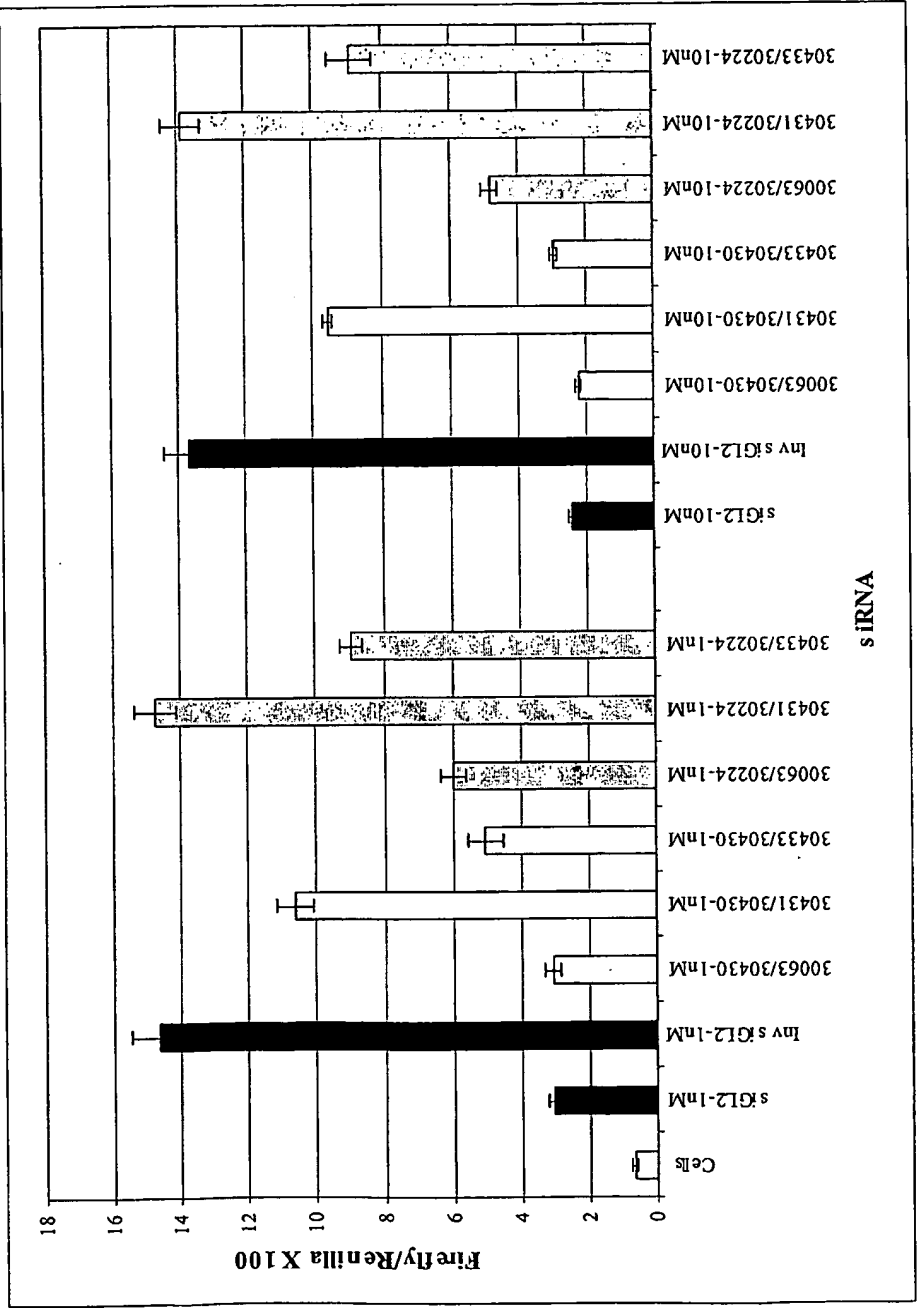 Firefly/Renilla X 100
18
16
14
12
10
8
6
4
2
0
Cells
siGL2-1nM
Inv siGL2-1nM
30063/30430-1nM
30431/30430-1nM
30433/30430-1nM
30063/30224-1nM
30431/30224-1nM
30433/30224-1nM
siGL2-10nM
Inv siGL2-10nM
30063/30430-10nM
30431/30430-10nM
30433/30430-10nM
30063/30224-10nM
30431/30224-10nM
30433/30224-10nM
siRNA